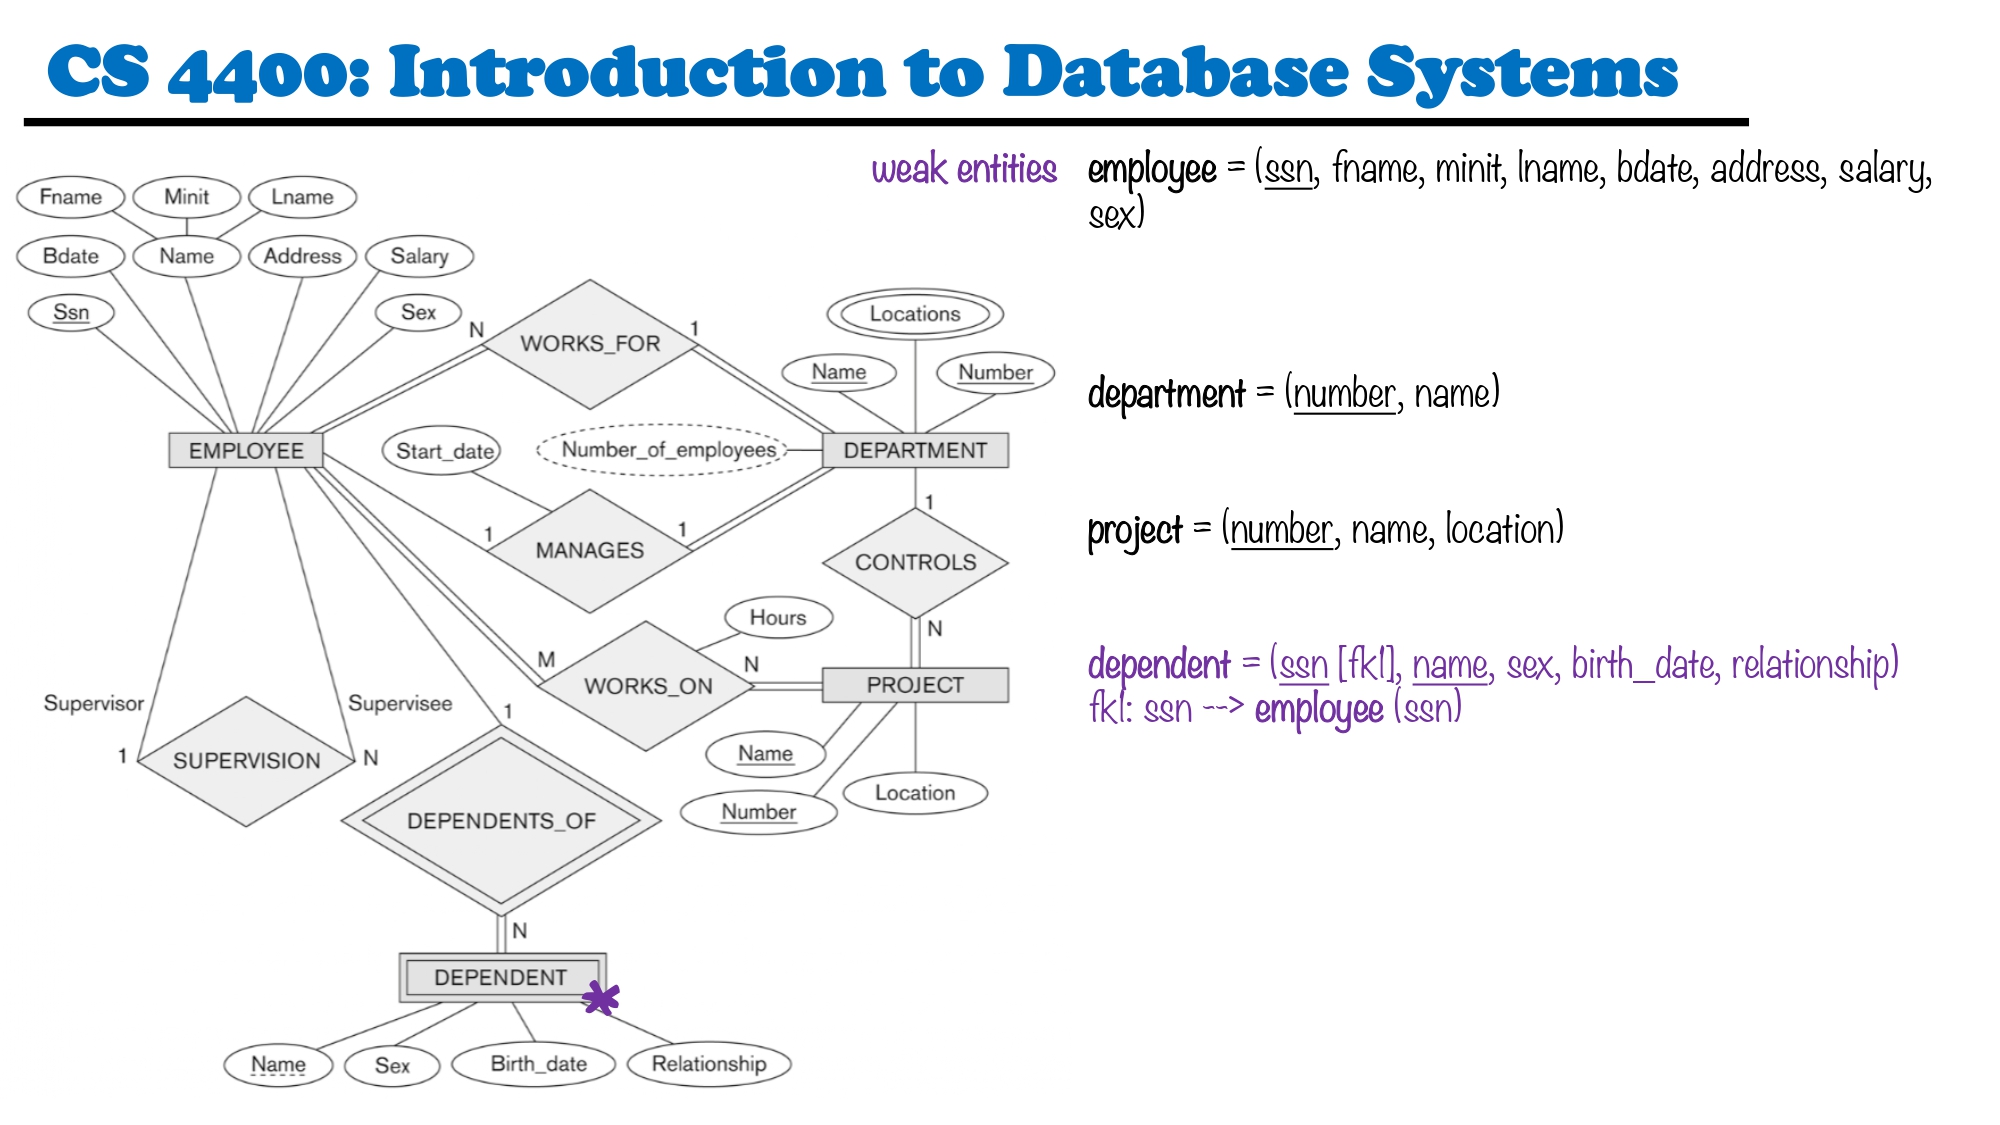 CS 4400: Introduction to Database Systems
weak entities
employee = (ssn, fname, minit, lname, bdate, address, salary,
sex)
department = (number, name)
project = (number, name, location)
dependent = (ssn [fk1], name, sex, birth_date, relationship)
fk1: ssn --> employee (ssn)
Fname
Minit
Lname
Bdate
Name
Address
Salary
Ssn
Sex
N
WORKS_FOR
1
Locations
Name
Number
EMPLOYEE
Start_date
Number_of_employees
DEPARTMENT
1
MANAGES
1
1
CONTROLS
N
Hours
M
WORKS_ON
N
PROJECT
Supervisor
Supervisee
1
SUPERVISION
N
1
Name
Number
Location
DEPENDENTS_OF
N
DEPENDENT
Name
Sex
Birth_date
Relationship